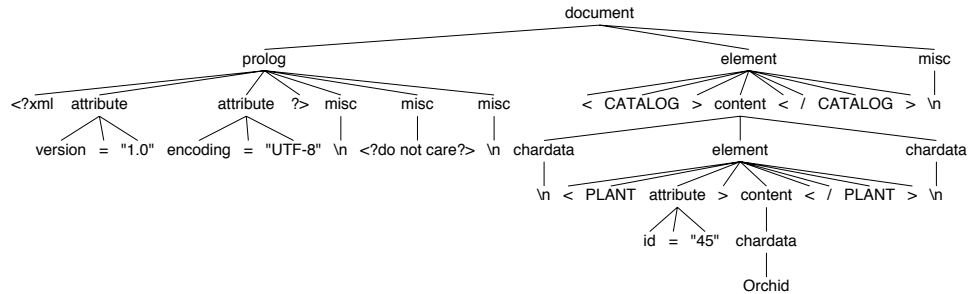 document
prolog element misc
<?xml attribute attribute ?> misc misc misc < CATALOG > content < / CATALOG > \n
version = "1.0" encoding = "UTF-8" \n <?do not care?> \n chardata element chardata
\n < PLANT attribute > content < / PLANT > \n
id = "45" chardata
Orchid